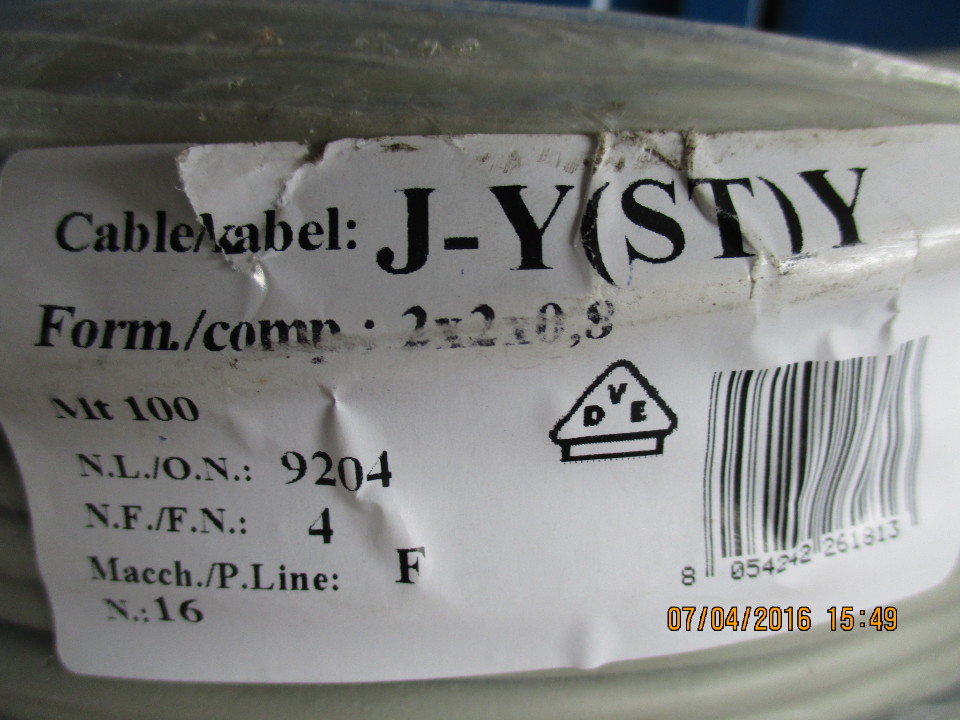 Cable/kabel: J-Y(ST)Y
Form./comp.: 2x2x0,8
Mt 100
N.L./O.N.: 9204
N.F./F.N.: 4
Macch./P.Line: F
N.:16
DVE
8 054242 261813
07/04/2016 15:49